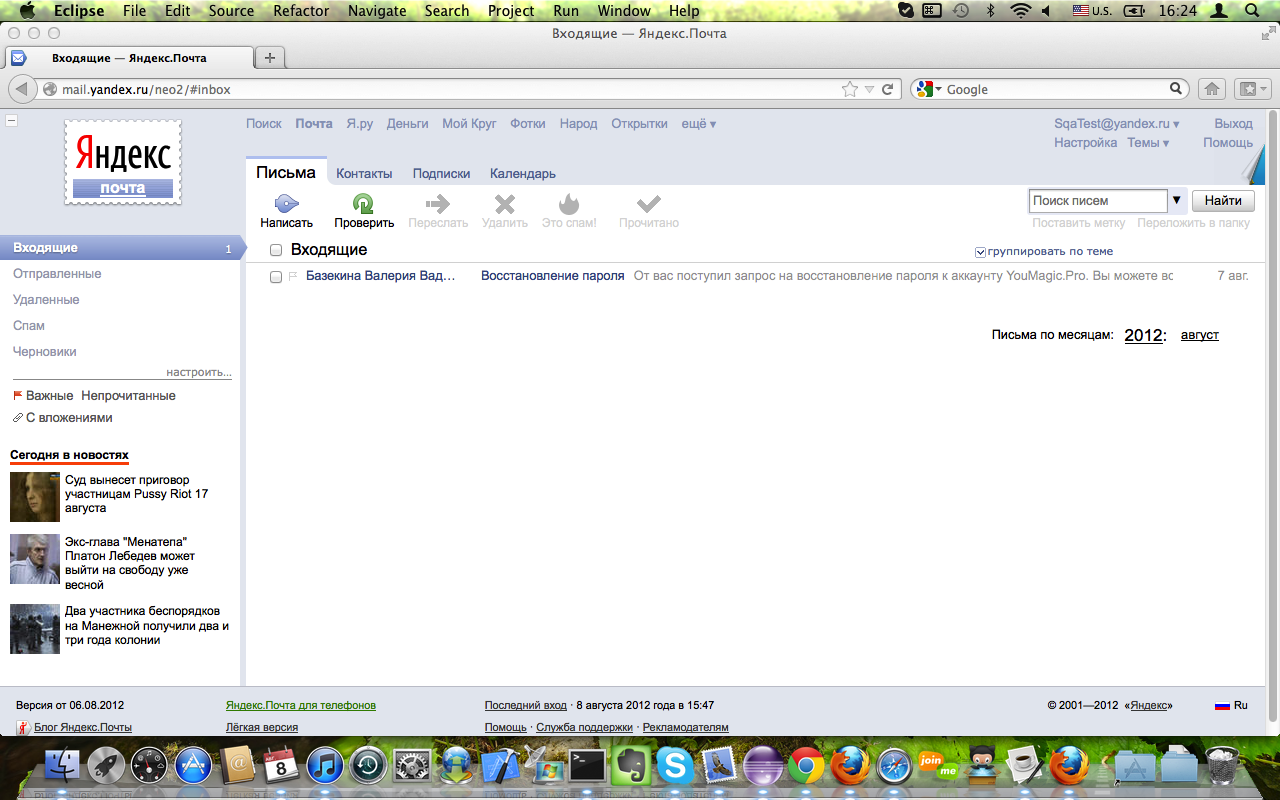 Eclipse File Edit Source Refactor Navigate Search Project Run Window Help U.S. 16:24
Входящие — Яндекс.Почта
Входящие — Яндекс.Почта
mail.yandex.ru/neo2/#inbox Google
Поиск Почта Я.ру Деньги Мой Круг Фотки Народ Открытки ещё ▾ SqaTest@yandex.ru ▾ Выход
Настройка Темы ▾ Помощь
Яндекс
почта
Письма Контакты Подписки Календарь
Написать Проверить Переслать Удалить Это спам! Прочитано
Поиск писем ▼ Найти
Поставить метку Переложить в папку
Входящие 1
Отправленные
Удаленные
Спам
Черновики
настроить...
Важные Непрочитанные
С вложениями
Входящие группировать по теме
Базекина Валерия Вад… Восстановление пароля От вас поступил запрос на восстановление пароля к аккаунту YouMagic.Pro. Вы можете вс 7 авг.
Письма по месяцам: 2012: август
Сегодня в новостях
Суд вынесет приговор
участницам Pussy Riot 17
августа
Экс-глава "Менатепа"
Платон Лебедев может
выйти на свободу уже
весной
Два участника беспорядков
на Манежной получили два и
три года колонии
Версия от 06.08.2012 Яндекс.Почта для телефонов Последний вход · 8 августа 2012 года в 15:47 © 2001—2012 «Яндекс» Ru
Блог Яндекс.Почты Лёгкая версия Помощь · Служба поддержки · Рекламодателям
AUG
8
join
me